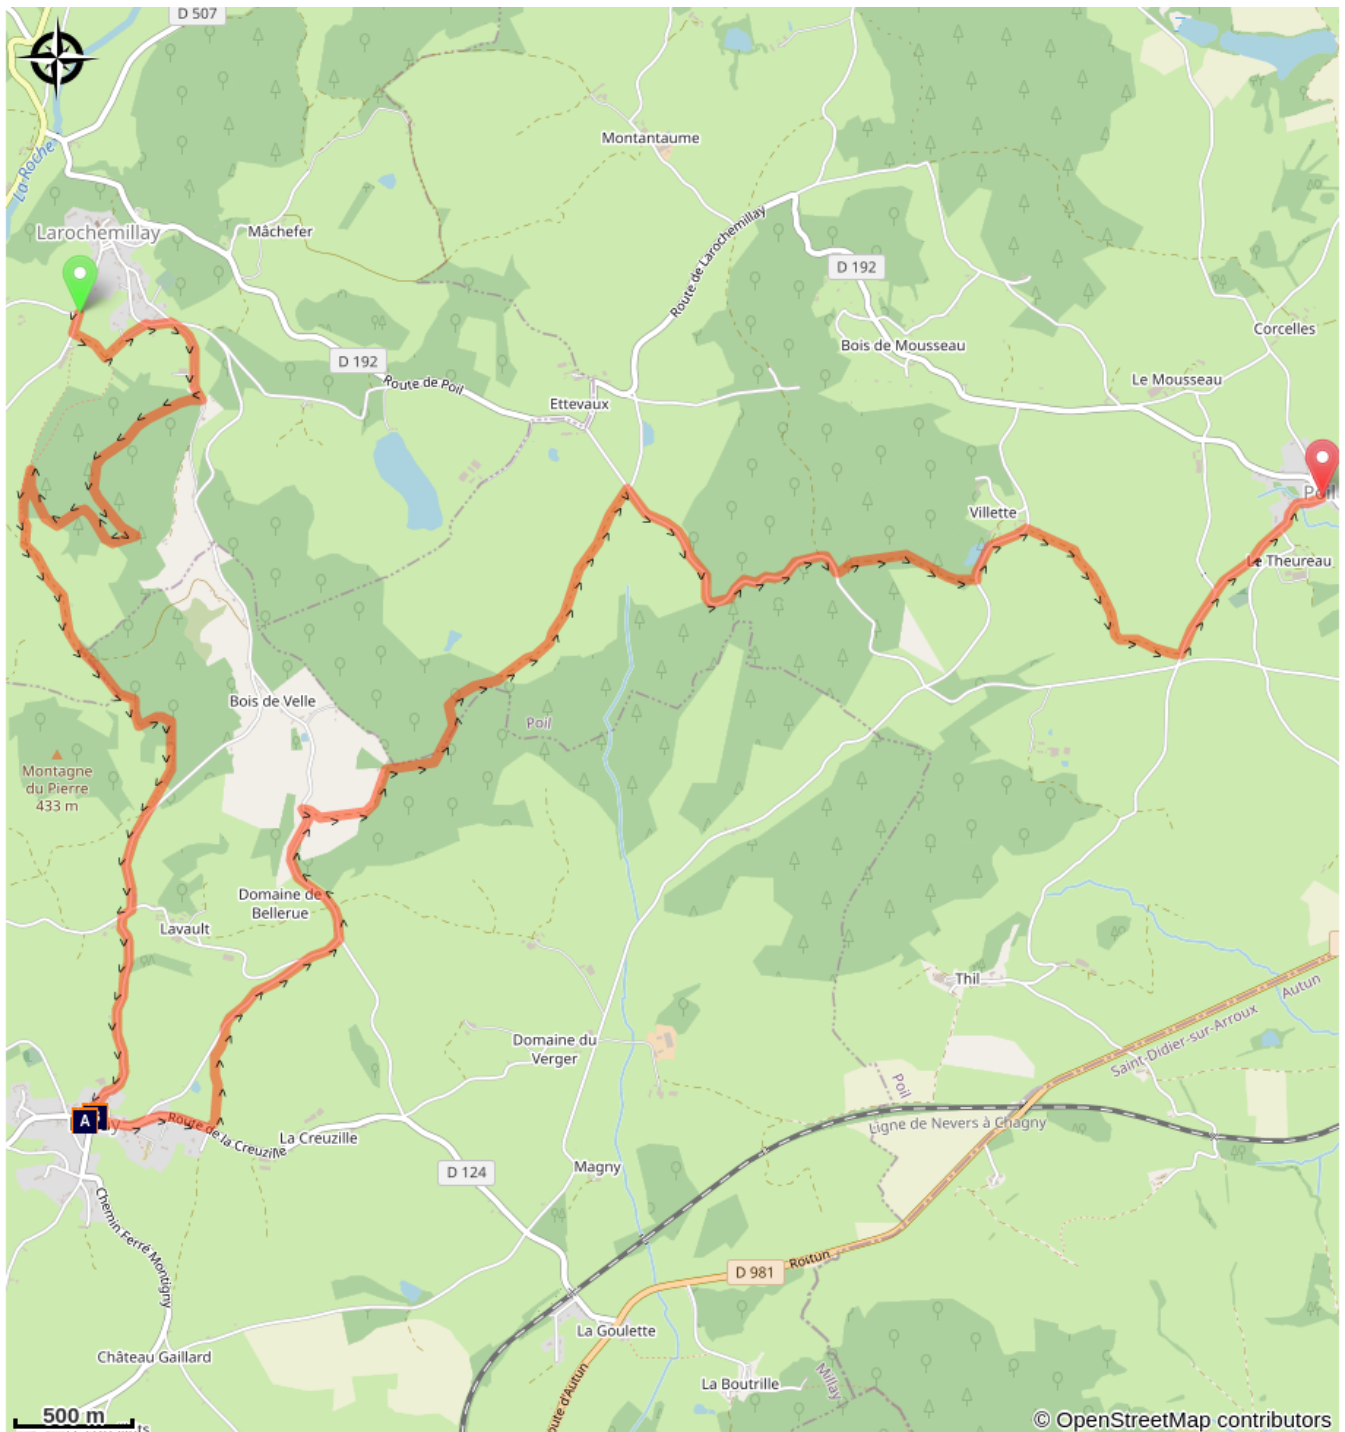 D 507
La Roche
Montantaume
Larochemillay
Mâchefer
Route de Larochemillay
D 192
Corcelles
Bois de Mousseau
D 192
Route de Poil
Le Mousseau
Ettevaux
Poil
Villette
Le Theureau
Bois de Velle
Poil
Montagne
du Pierre
433 m
Domaine de
Bellerue
Lavault
Thil
Autun
Saint-Didier-sur-Arroux
Domaine du
Verger
Poil
A
Route de la Creuzille
La Creuzille
Ligne de Nevers à Chagny
Magny
D 124
Chemin Ferré Montigny
D 981
La Goulette
Château Gaillard
La Boutrille
Millay
500 m
© OpenStreetMap contributors